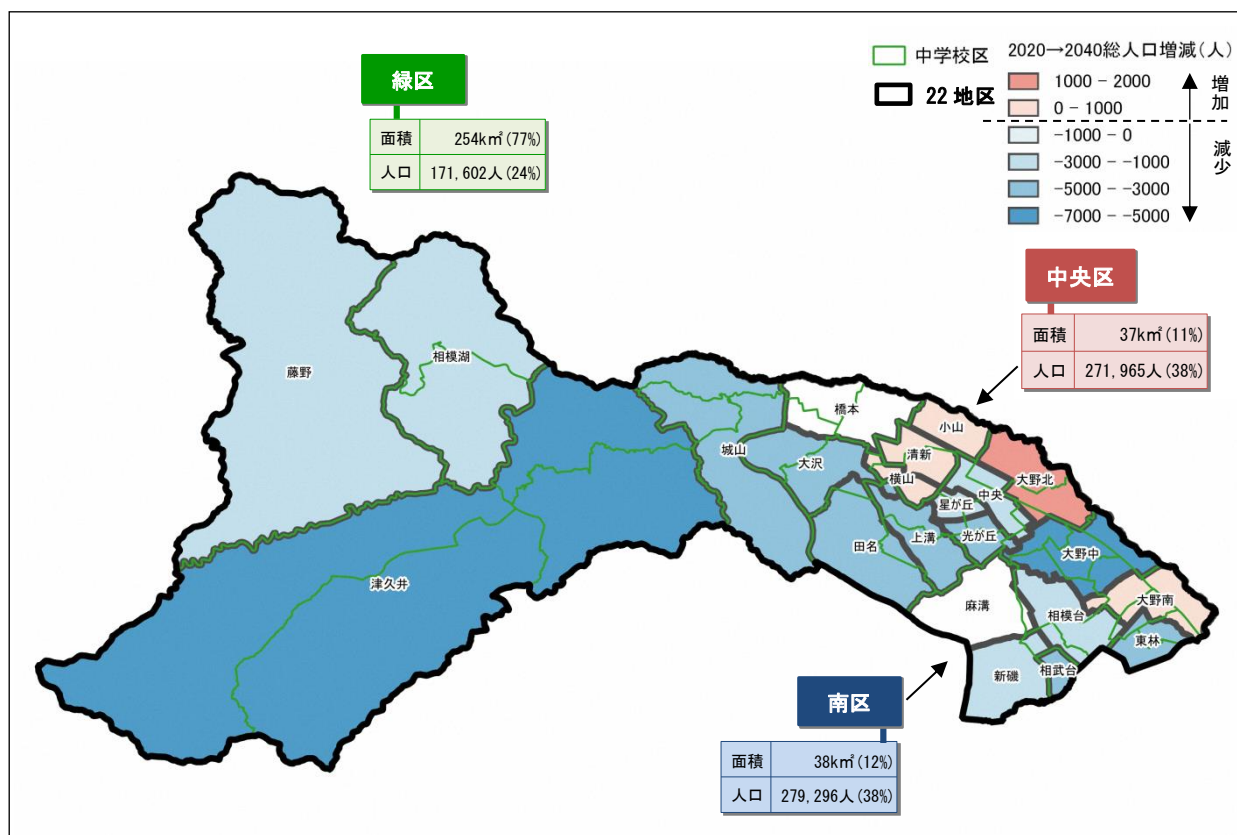 中学校区
22 地区
2020→2040総人口増減(人)
1000 – 2000
0 – 1000
-1000 – 0
-3000 – -1000
-5000 – -3000
-7000 – -5000
増加
減少
緑区
面積 254k㎡(77%)
人口 171,602人(24%)
中央区
面積 37k㎡(11%)
人口 271,965人(38%)
藤野
相模湖
津久井
城山
橋本
大沢
小山
清新
横山
大野北
中央
星が丘
光が丘
上溝
田名
大野中
麻溝
相模台
大野南
東林
新磯
相武台
南区
面積 38k㎡(12%)
人口 279,296人(38%)